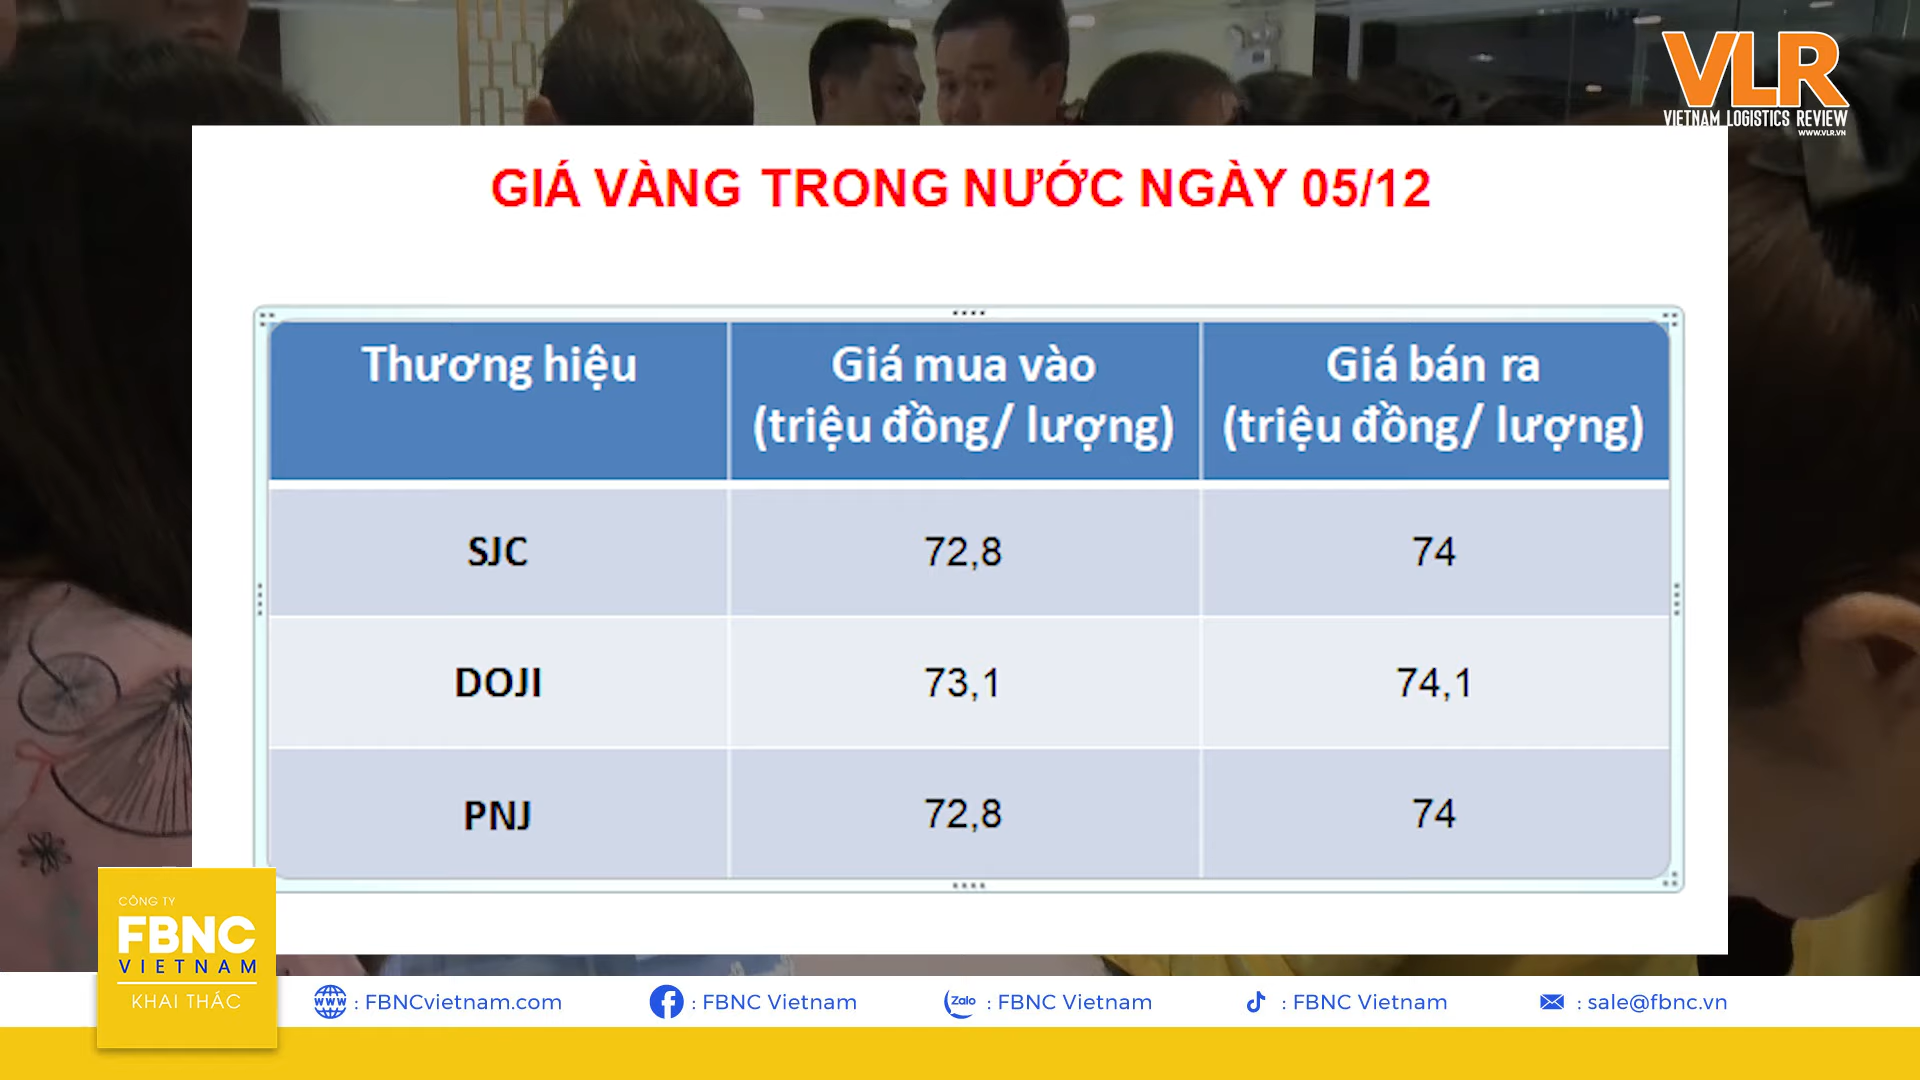 VLR
VIETNAM LOGISTICS REVIEW
WWW.VLR.VN
GIÁ VÀNG TRONG NƯỚC NGÀY 05/12
Thương hiệu
Giá mua vào
(triệu đồng/ lượng)
Giá bán ra
(triệu đồng/ lượng)
SJC
72,8
74
DOJI
73,1
74,1
PNJ
72,8
74
CÔNG TY
FBNC
VIETNAM
KHAI THÁC
www : FBNCvietnam.com
: FBNC Vietnam
Zalo : FBNC Vietnam
: FBNC Vietnam
: sale@fbnc.vn